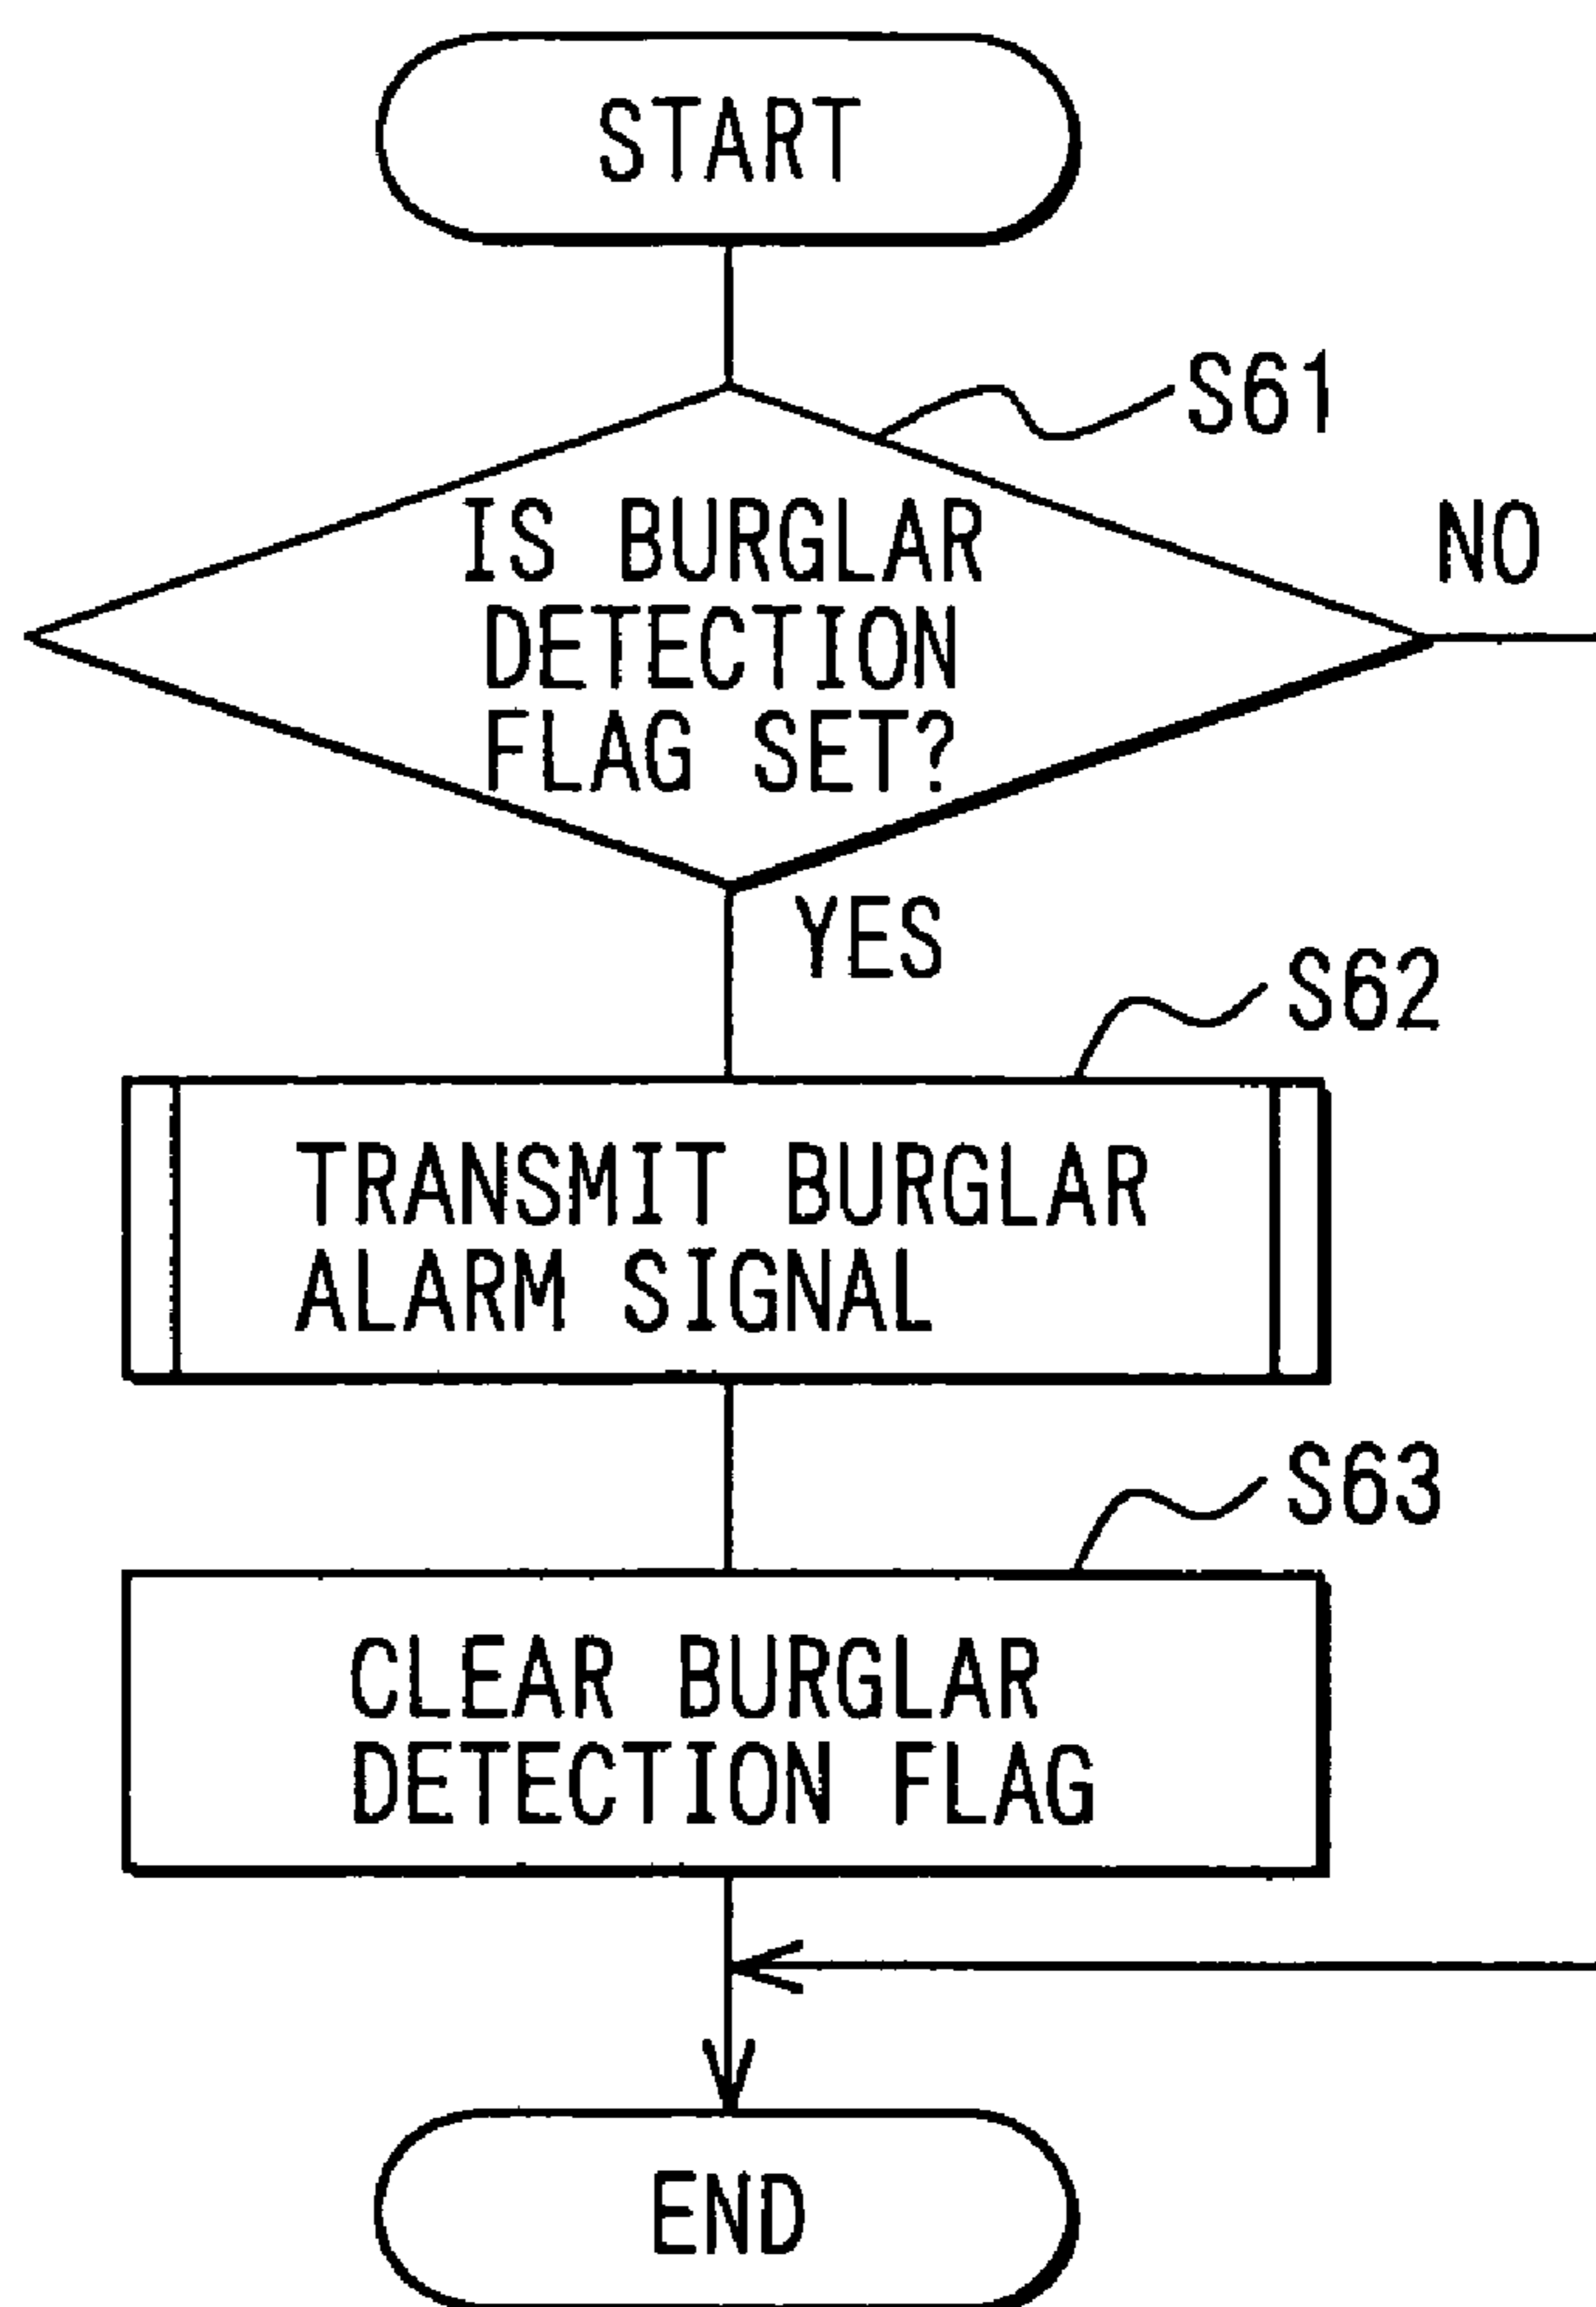 START
S61
IS BURGLAR
DETECTION
FLAG SET?
NO
YES
S62
TRANSMIT BURGLAR
ALARM SIGNAL
S63
CLEAR BURGLAR
DETECTION FLAG
END